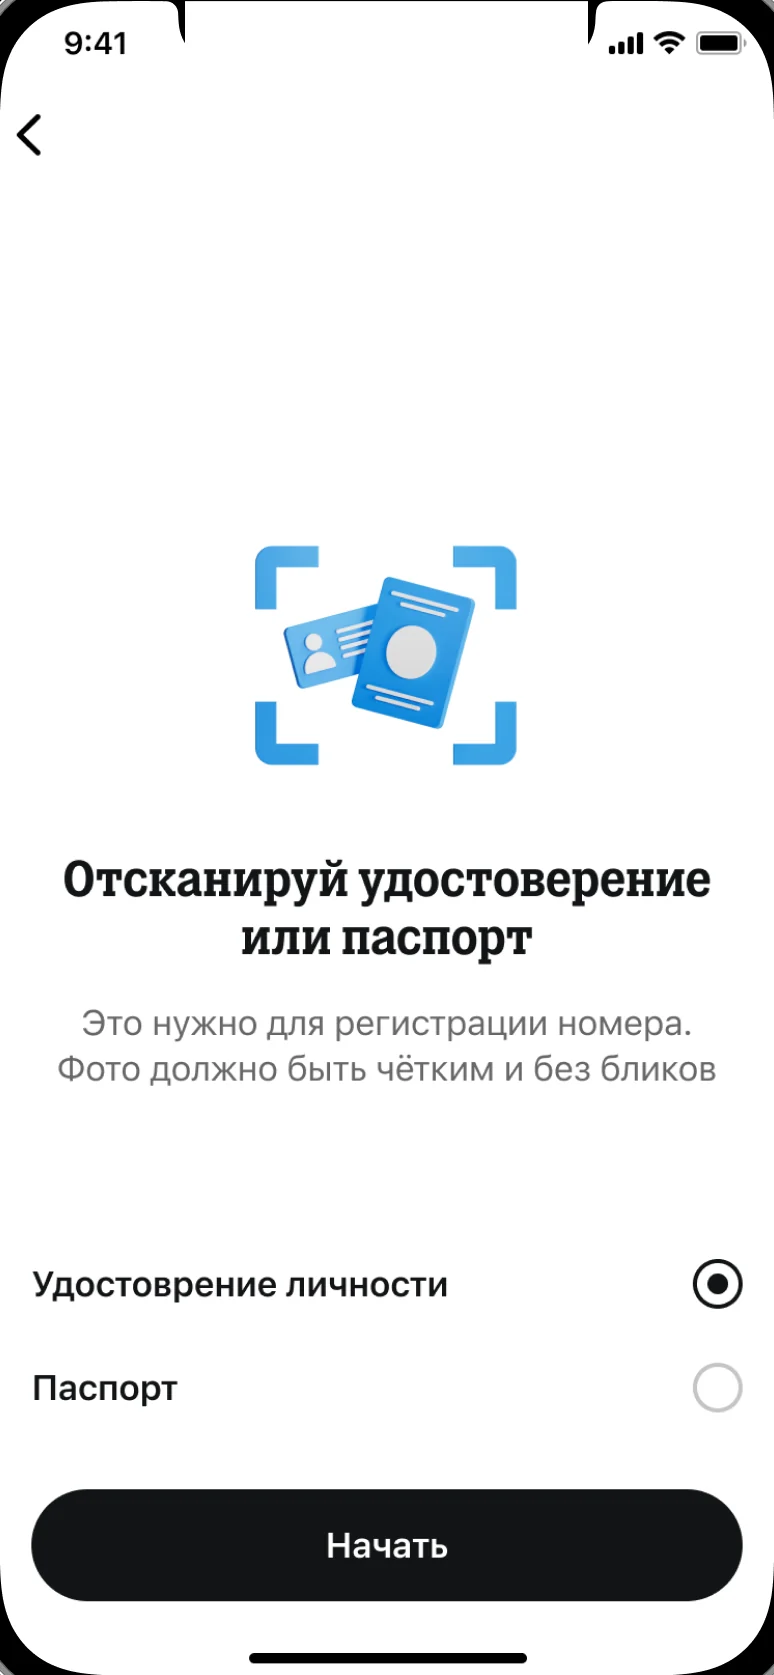 9:41
Отсканируй удостоверение
или паспорт
Это нужно для регистрации номера.
Фото должно быть чётким и без бликов
Удостоврение личности
Паспорт
Начать